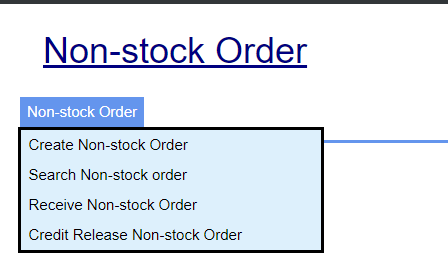 Non-stock Order
Non-stock Order
Create Non-stock Order
Search Non-stock order
Receive Non-stock Order
Credit Release Non-stock Order